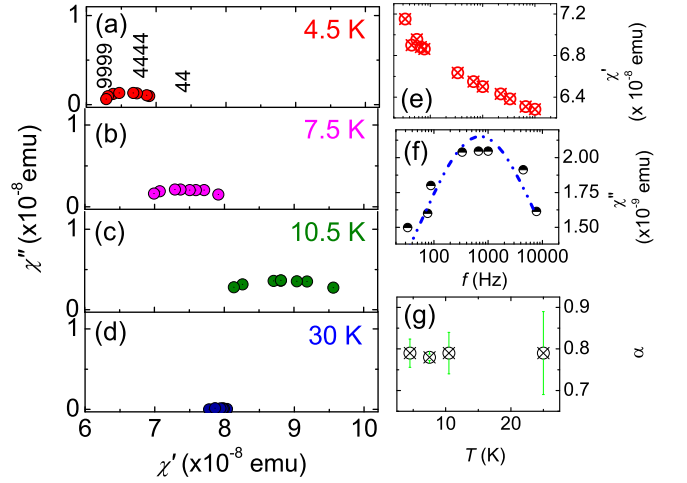 (a)
4.5 K
9999
4444
44
1
0
(b)
7.5 K
1
0
(c)
10.5 K
1
0
(d)
30 K
1
0
6 7 8 9 10
χ' (x10-8 emu)
χ'' (x10-8 emu)
(e)
7.2
6.8
6.4
χ'
(x 10-8 emu)
(f)
2.00
1.75
1.50
χ''
(x10-9 emu)
100 1000 10000
f (Hz)
(g)
0.9
0.8
0.7
α
10 20
T (K)